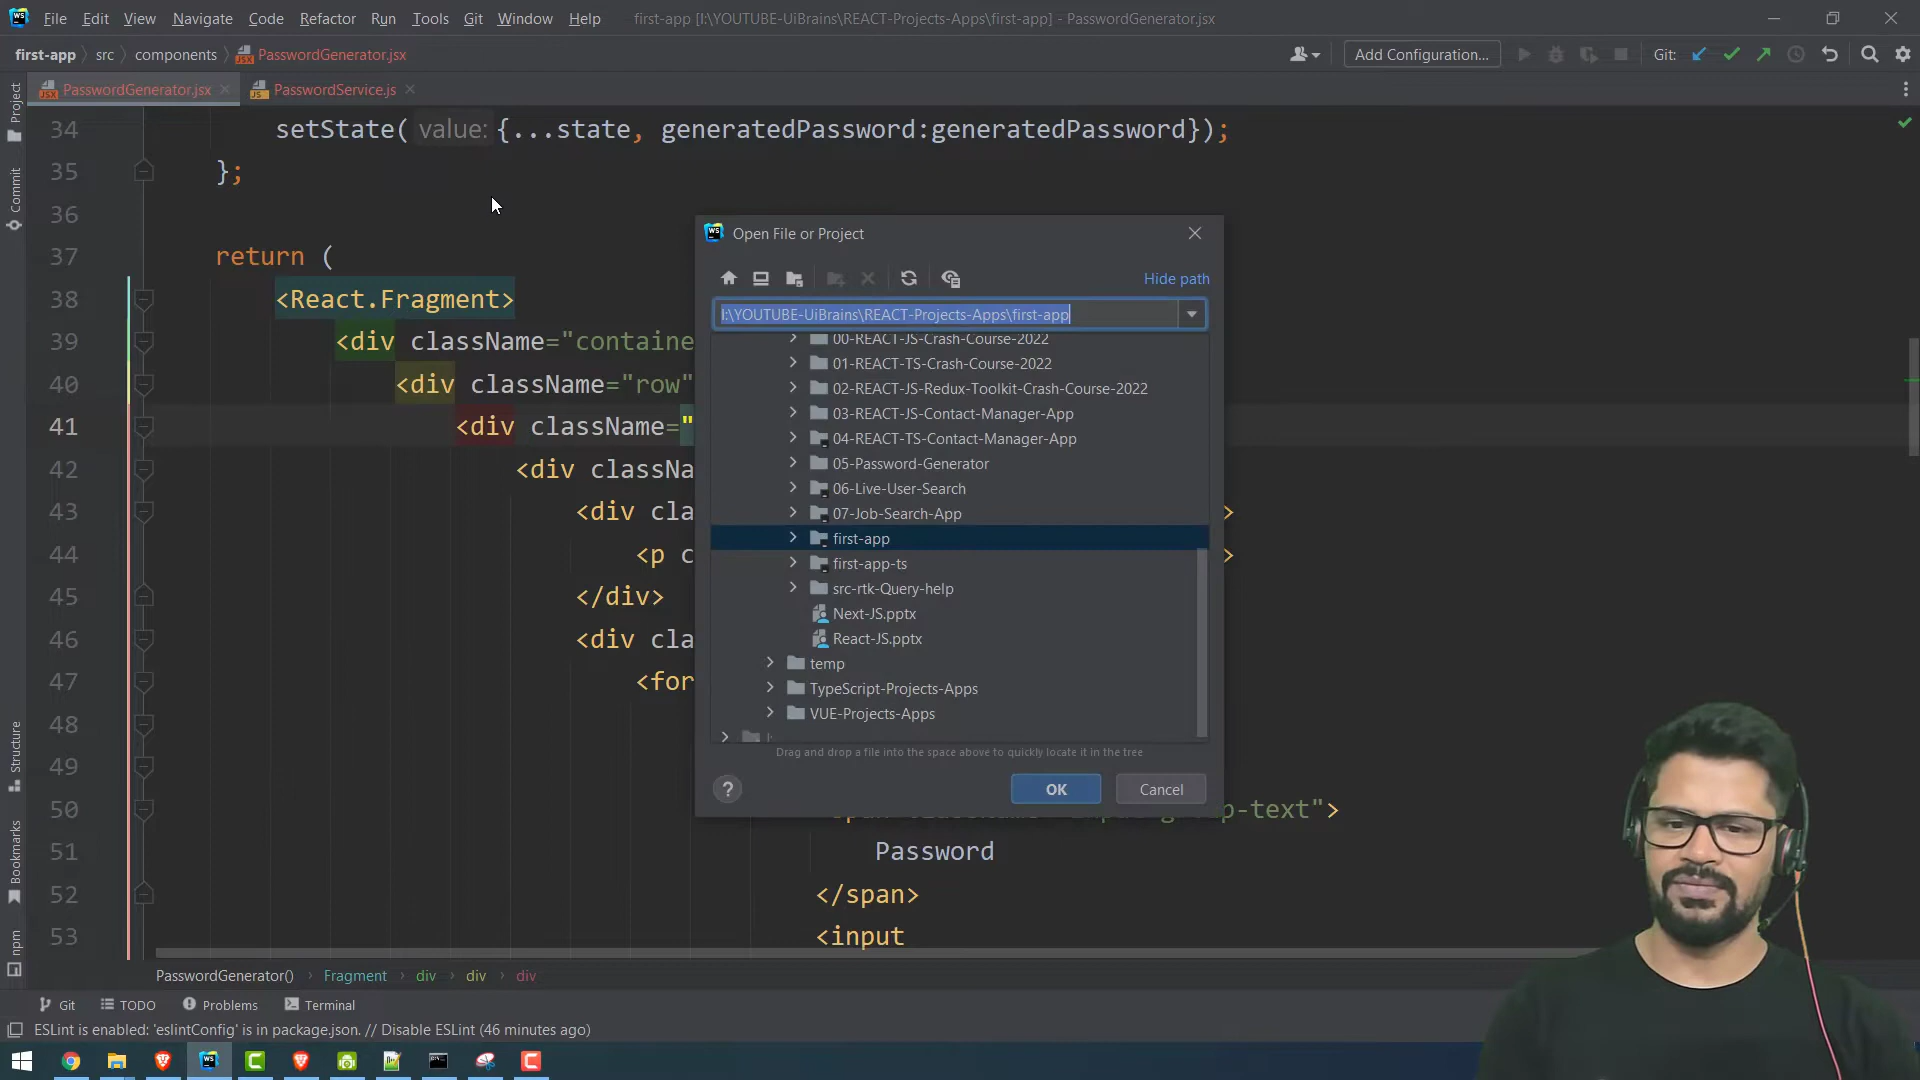 File Edit View Navigate Code Refactor Run Tools Git Window Help first-app [I:\YOUTUBE-UiBrains\REACT-Projects-Apps\first-app] - PasswordGenerator.jsx
first-app src components PasswordGenerator.jsx Add Configuration... Git:
PasswordGenerator.jsx PasswordService.js
Project
Commit
Structure
Bookmarks
npm
34 setState( value: {...state, generatedPassword:generatedPassword});
35 };
36
37 return (
38 <React.Fragment>
39 <div className="containe
40 <div className="row"
41 <div className="
42 <div classNa
43 <div cla >
44 <p c >
45 </div>
46 <div cla
47 <for
48
49
50 p-text">
51 Password
52 </span>
53 <input
Open File or Project
Hide path
I:\YOUTUBE-UiBrains\REACT-Projects-Apps\first-app
00-REACT-JS-Crash-Course-2022
01-REACT-TS-Crash-Course-2022
02-REACT-JS-Redux-Toolkit-Crash-Course-2022
03-REACT-JS-Contact-Manager-App
04-REACT-TS-Contact-Manager-App
05-Password-Generator
06-Live-User-Search
07-Job-Search-App
first-app
first-app-ts
src-rtk-Query-help
Next-JS.pptx
React-JS.pptx
temp
TypeScript-Projects-Apps
VUE-Projects-Apps
Drag and drop a file into the space above to quickly locate it in the tree
? OK Cancel
PasswordGenerator() Fragment div div div
Git TODO Problems Terminal
ESLint is enabled: 'eslintConfig' is in package.json. // Disable ESLint (46 minutes ago)